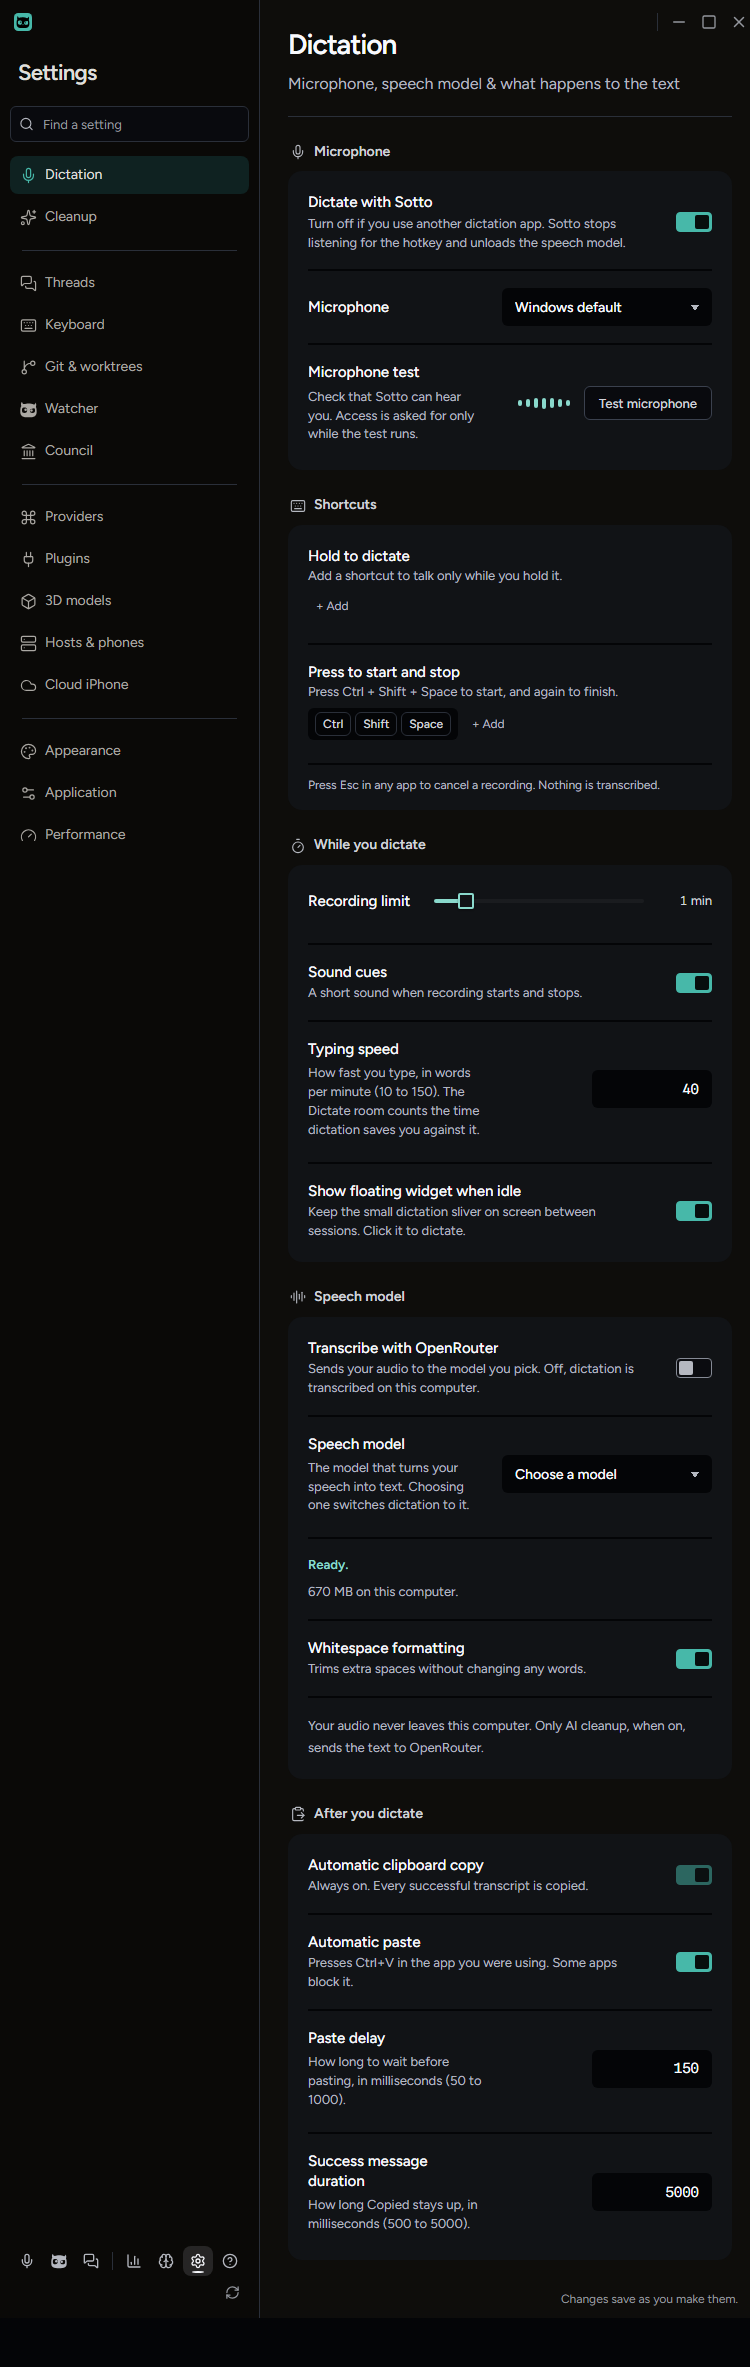 Settings
Find a setting
Dictation
Cleanup
Threads
Keyboard
Git & worktrees
Watcher
Council
Providers
Plugins
3D models
Hosts & phones
Cloud iPhone
Appearance
Application
Performance
Dictation
Microphone, speech model & what happens to the text
Microphone
Dictate with Sotto
Turn off if you use another dictation app. Sotto stops
listening for the hotkey and unloads the speech model.
Microphone
Windows default
Microphone test
Check that Sotto can hear
you. Access is asked for only
while the test runs.
Test microphone
Shortcuts
Hold to dictate
Add a shortcut to talk only while you hold it.
+ Add
Press to start and stop
Press Ctrl + Shift + Space to start, and again to finish.
Ctrl Shift Space + Add
Press Esc in any app to cancel a recording. Nothing is transcribed.
While you dictate
Recording limit
1 min
Sound cues
A short sound when recording starts and stops.
Typing speed
How fast you type, in words
per minute (10 to 150). The
Dictate room counts the time
dictation saves you against it.
40
Show floating widget when idle
Keep the small dictation sliver on screen between
sessions. Click it to dictate.
Speech model
Transcribe with OpenRouter
Sends your audio to the model you pick. Off, dictation is
transcribed on this computer.
Speech model
The model that turns your
speech into text. Choosing
one switches dictation to it.
Choose a model
Ready.
670 MB on this computer.
Whitespace formatting
Trims extra spaces without changing any words.
Your audio never leaves this computer. Only AI cleanup, when on,
sends the text to OpenRouter.
After you dictate
Automatic clipboard copy
Always on. Every successful transcript is copied.
Automatic paste
Presses Ctrl+V in the app you were using. Some apps
block it.
Paste delay
How long to wait before
pasting, in milliseconds (50 to
1000).
150
Success message
duration
How long Copied stays up, in
milliseconds (500 to 5000).
5000
Changes save as you make them.